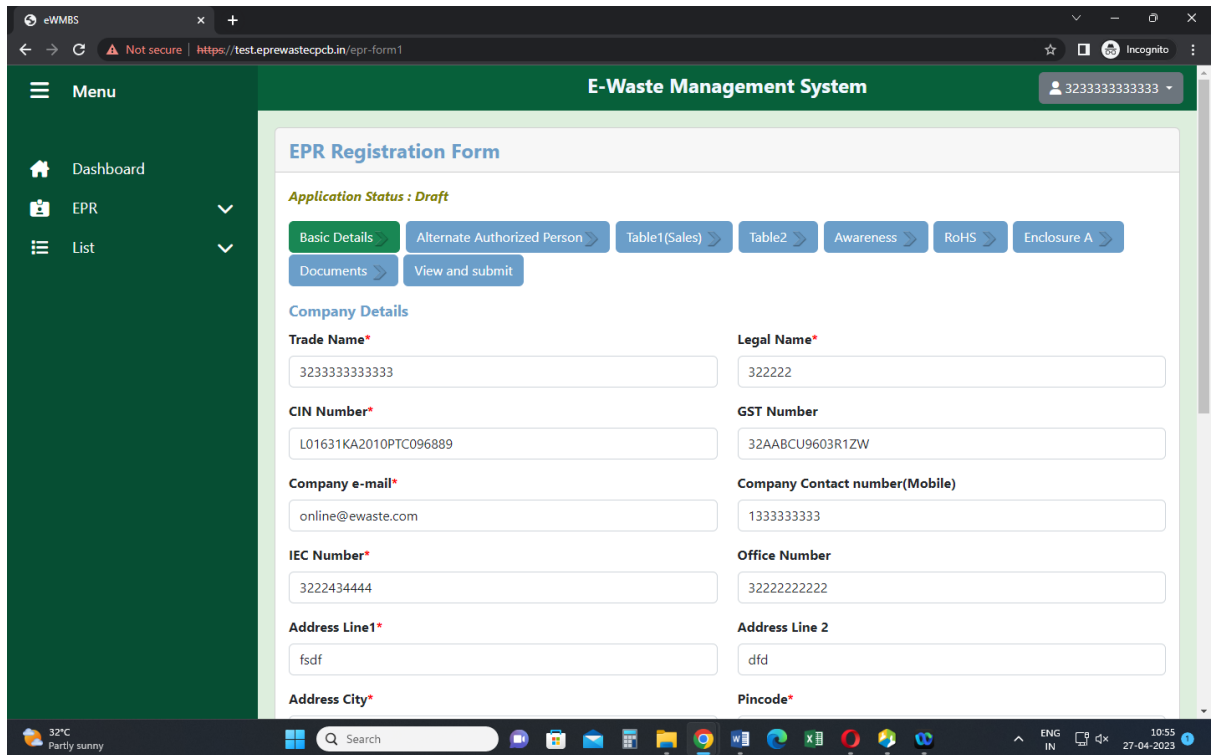 eWMBS
Not secure | https://test.eprewastecpcb.in/epr-form1
Incognito
Menu
E-Waste Management System
3233333333333
Dashboard
EPR
List
EPR Registration Form
Application Status : Draft
Basic Details
Alternate Authorized Person
Table1(Sales)
Table2
Awareness
RoHS
Enclosure A
Documents
View and submit
Company Details
Trade Name*
Legal Name*
3233333333333
322222
CIN Number*
GST Number
L01631KA2010PTC096889
32AABCU9603R1ZW
Company e-mail*
Company Contact number(Mobile)
online@ewaste.com
1333333333
IEC Number*
Office Number
3222434444
32222222222
Address Line1*
Address Line 2
fsdf
dfd
Address City*
Pincode*
32°C
Partly sunny
Search
ENG
IN
10:55
27-04-2023
1